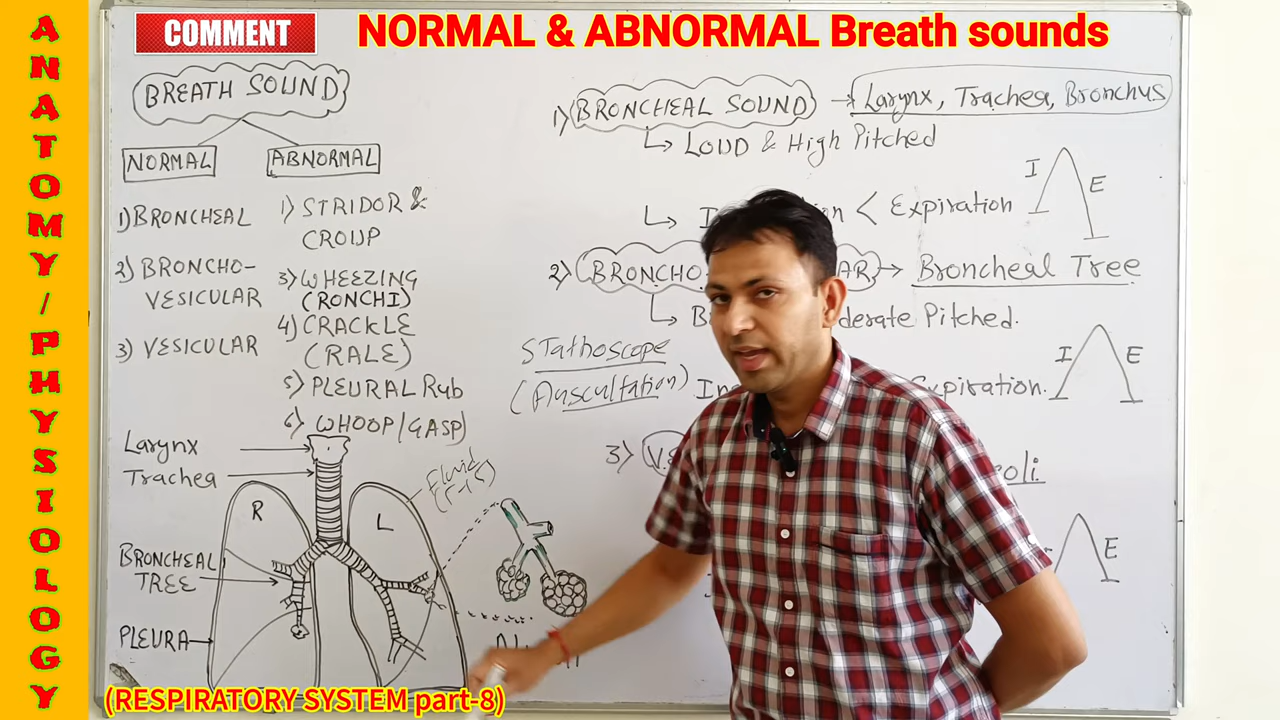 ANATOMY/PHYSIOLOGY
COMMENT
NORMAL & ABNORMAL Breath sounds
BREATH SOUND
NORMAL
ABNORMAL
1) BRONCHEAL
2) BRONCHO-
VESICULAR
3) VESICULAR
1) STRIDOR &
CROUP
3) WHEEZING
(RONCHI)
4) CRACKLE
(RALE)
5) PLEURAL Rub
6) WHOOP/GASP
Larynx
Trachea
R
L
Fluid
BRONCHEAL
TREE
PLEURA
1) BRONCHEAL SOUND → Larynx, Trachea, Bronchus
LOUD & High Pitched
< Expiration
I
E
2) BRONCHO → Broncheal Tree
Pitched.
I
E
STathoscope
(Auscultation)
Expiration.
3)
E
(RESPIRATORY SYSTEM part-8)